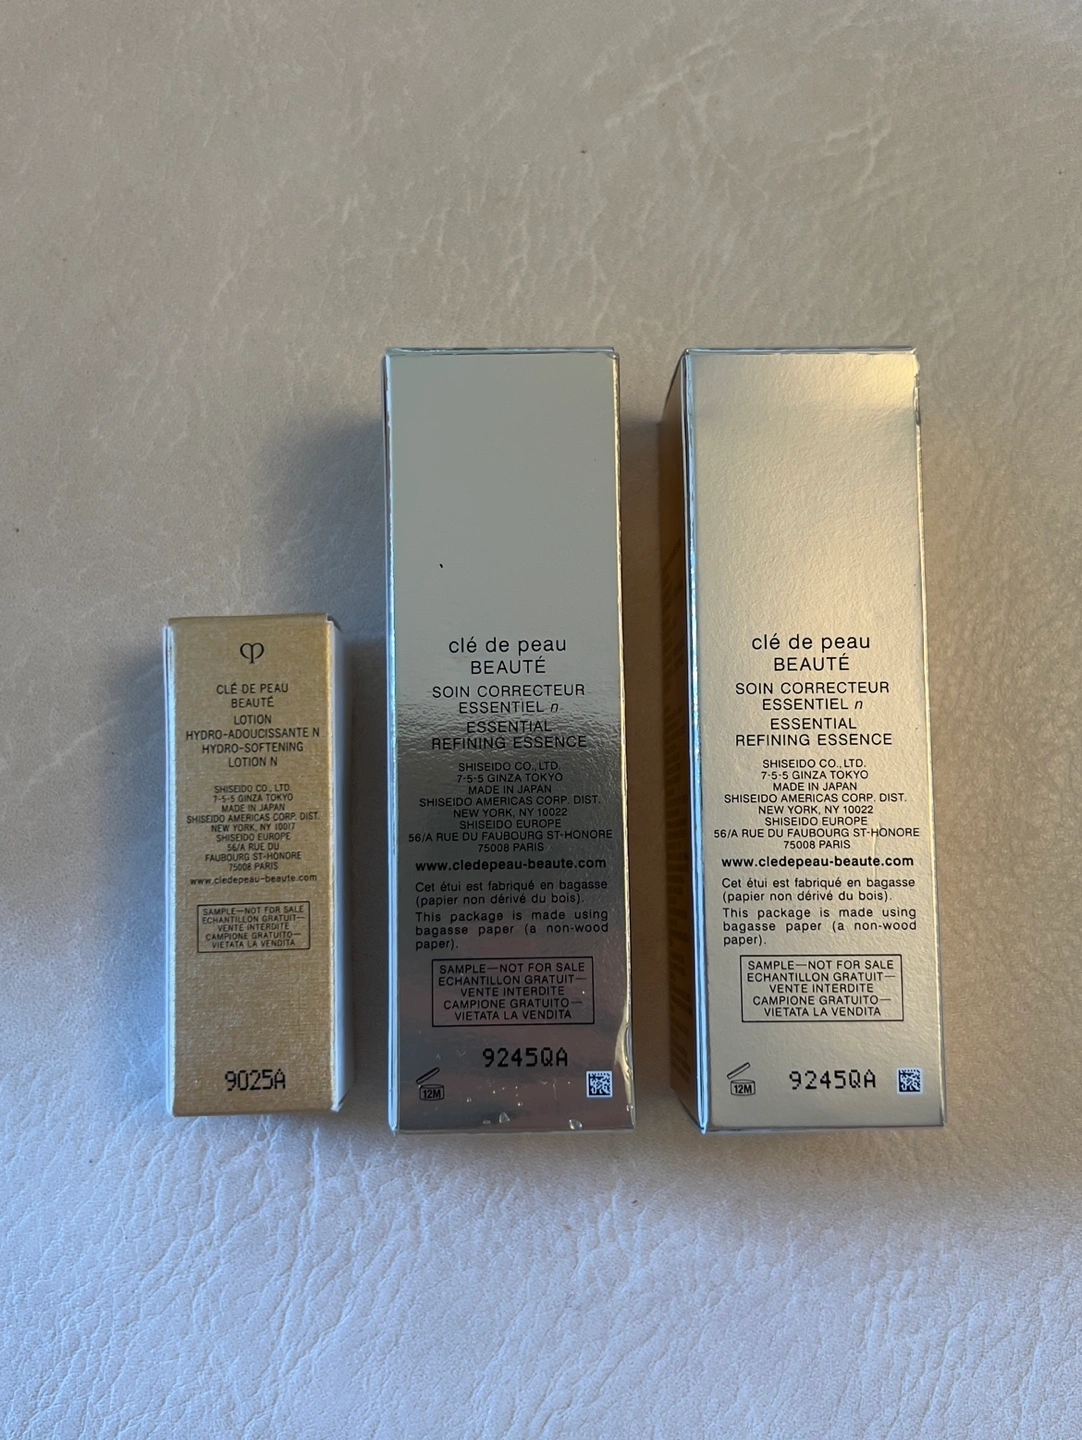 CLÉ DE PEAU
BEAUTÉ
LOTION
HYDRO-ADOUCISSANTE N
HYDRO-SOFTENING
LOTION N
SHISEIDO CO., LTD.
7-5-5 GINZA TOKYO
MADE IN JAPAN
SHISEIDO AMERICAS CORP. DIST.
NEW YORK, NY 10017
SHISEIDO EUROPE
56/A RUE DU
FAUBOURG ST-HONORE
75008 PARIS
www.cledepeau-beaute.com
SAMPLE—NOT FOR SALE
ECHANTILLON GRATUIT—
VENTE INTERDITE
CAMPIONE GRATUITO—
VIETATA LA VENDITA
9025A
clé de peau
BEAUTÉ
SOIN CORRECTEUR
ESSENTIEL n
ESSENTIAL
REFINING ESSENCE
SHISEIDO CO., LTD.
7-5-5 GINZA TOKYO
MADE IN JAPAN
SHISEIDO AMERICAS CORP. DIST.
NEW YORK, NY 10022
SHISEIDO EUROPE
56/A RUE DU FAUBOURG ST-HONORE
75008 PARIS
www.cledepeau-beaute.com
Cet étui est fabriqué en bagasse
(papier non dérivé du bois).
This package is made using
bagasse paper (a non-wood
paper).
SAMPLE—NOT FOR SALE
ECHANTILLON GRATUIT—
VENTE INTERDITE
CAMPIONE GRATUITO—
VIETATA LA VENDITA
9245QA
12M
clé de peau
BEAUTÉ
SOIN CORRECTEUR
ESSENTIEL n
ESSENTIAL
REFINING ESSENCE
SHISEIDO CO., LTD.
7-5-5 GINZA TOKYO
MADE IN JAPAN
SHISEIDO AMERICAS CORP. DIST.
NEW YORK, NY 10022
SHISEIDO EUROPE
56/A RUE DU FAUBOURG ST-HONORE
75008 PARIS
www.cledepeau-beaute.com
Cet étui est fabriqué en bagasse
(papier non dérivé du bois).
This package is made using
bagasse paper (a non-wood
paper).
SAMPLE—NOT FOR SALE
ECHANTILLON GRATUIT—
VENTE INTERDITE
CAMPIONE GRATUITO—
VIETATA LA VENDITA
12M
9245QA